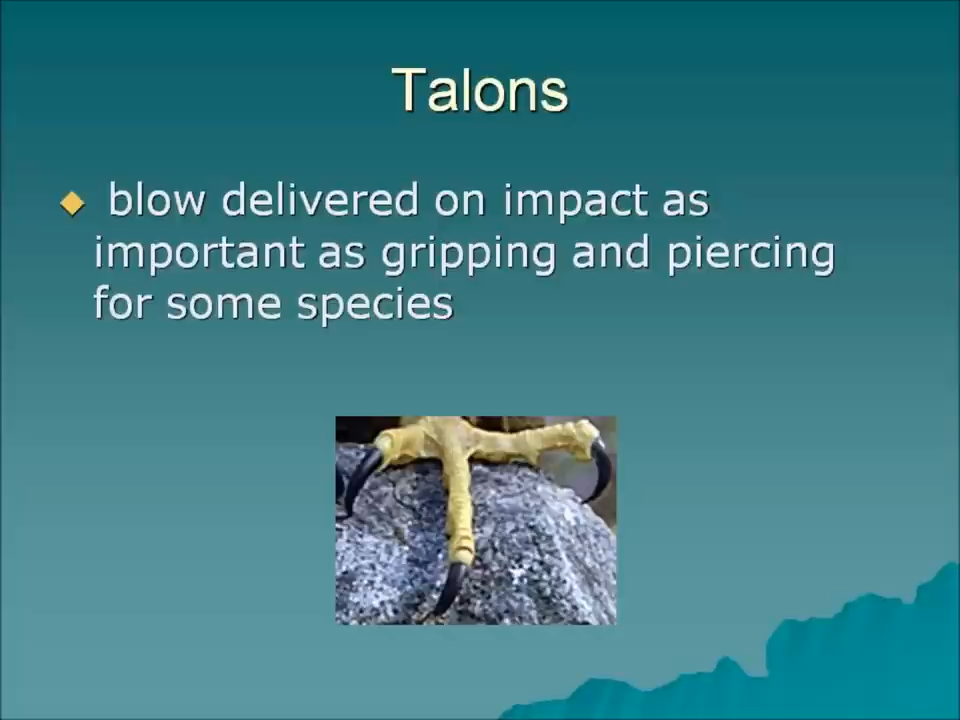 Talons
blow delivered on impact as
important as gripping and piercing
for some species